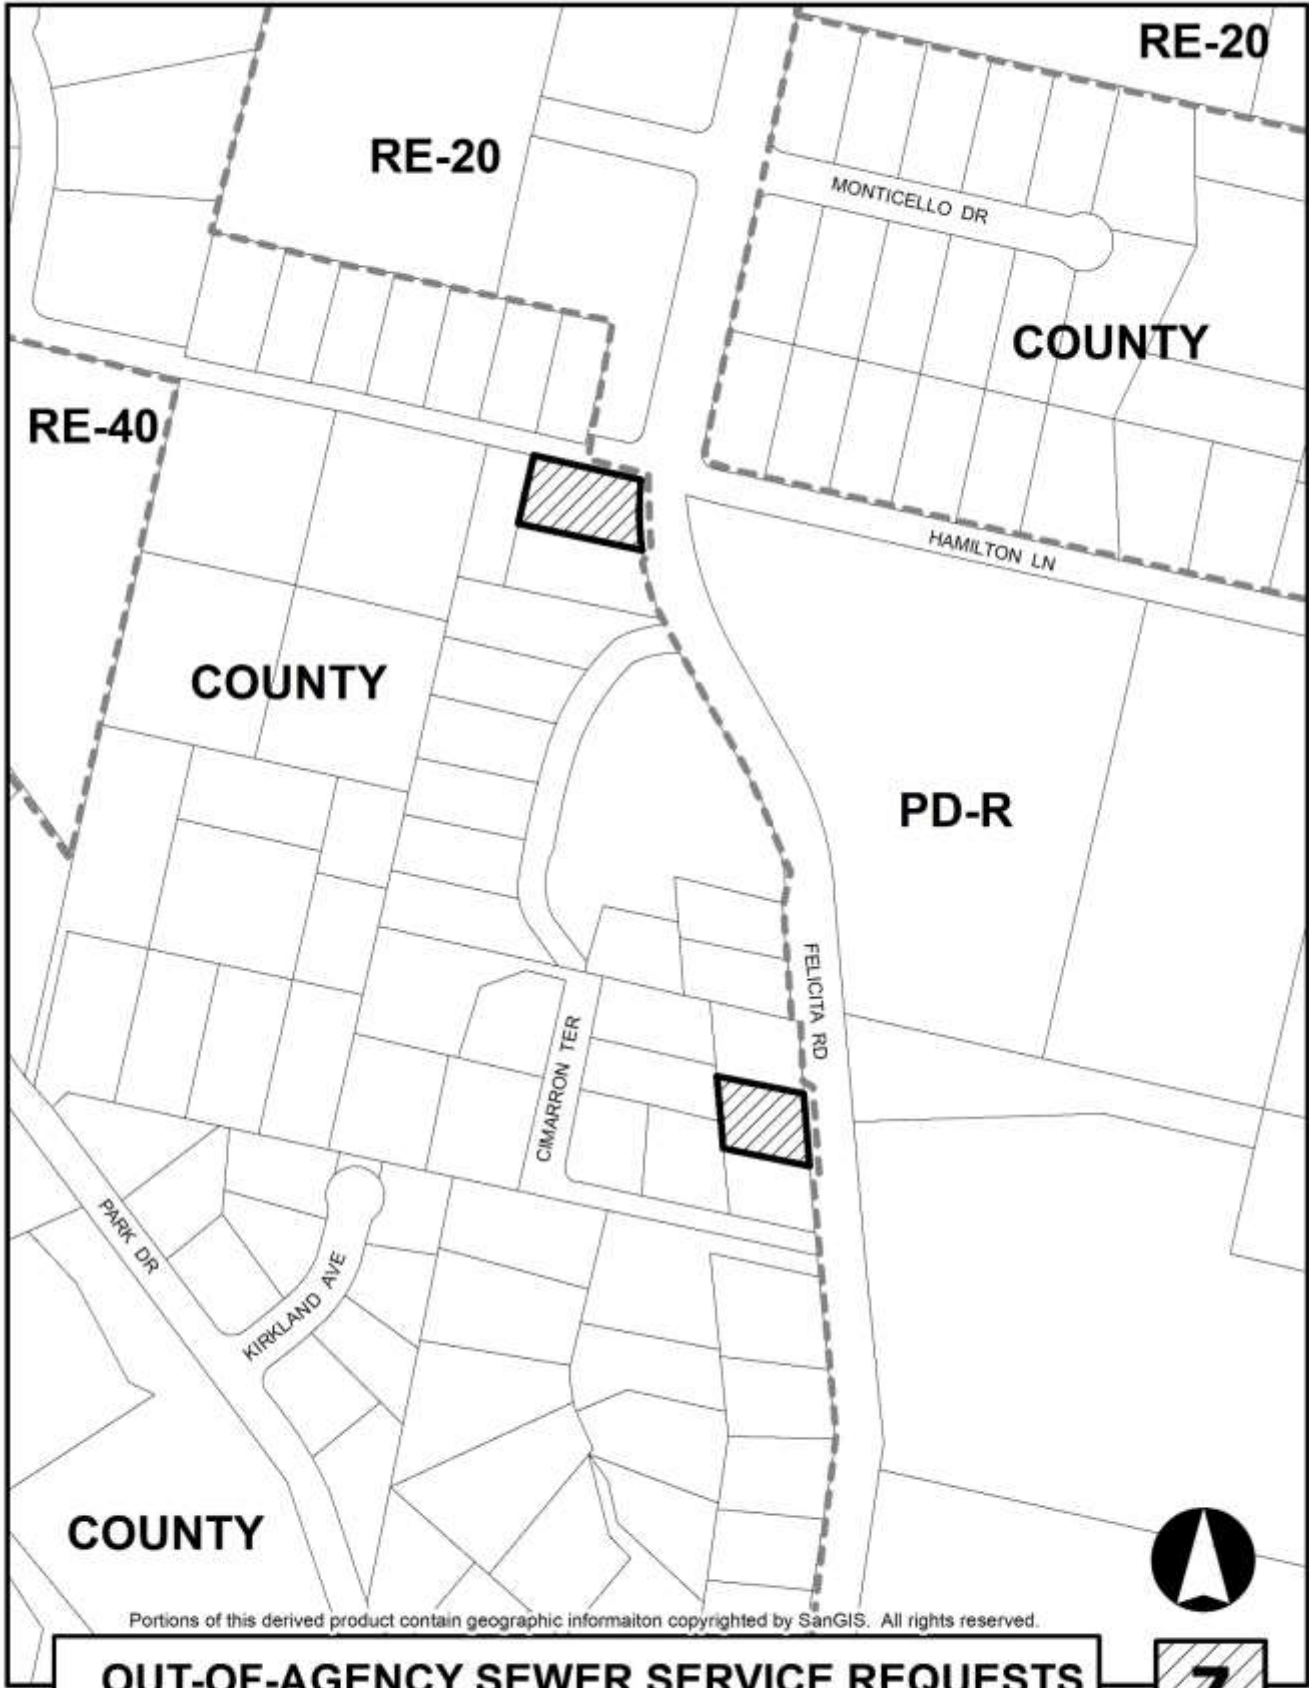 RE-20
RE-20
MONTICELLO DR
COUNTY
RE-40
HAMILTON LN
COUNTY
PD-R
FELICITA RD
CIMARRON TER
PARK DR
KIRKLAND AVE
COUNTY
Portions of this derived product contain geographic informaiton copyrighted by SanGIS. All rights reserved.
OUT-OF-AGENCY SEWER SERVICE REQUESTS